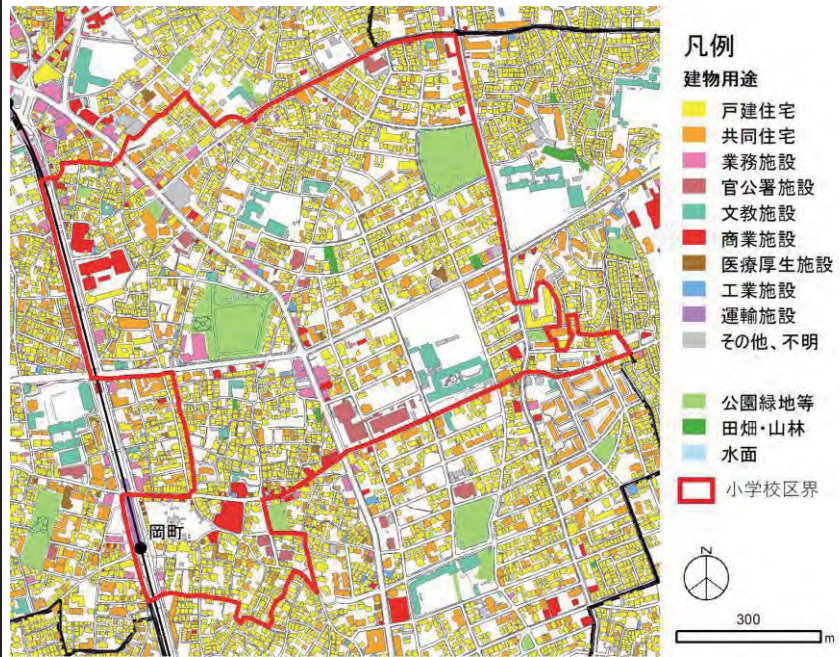 凡例
建物用途
戸建住宅
共同住宅
業務施設
官公署施設
文教施設
商業施設
医療厚生施設
工業施設
運輸施設
その他、不明
公園緑地等
田畑・山林
水面
小学校区界
岡町
N
300
m